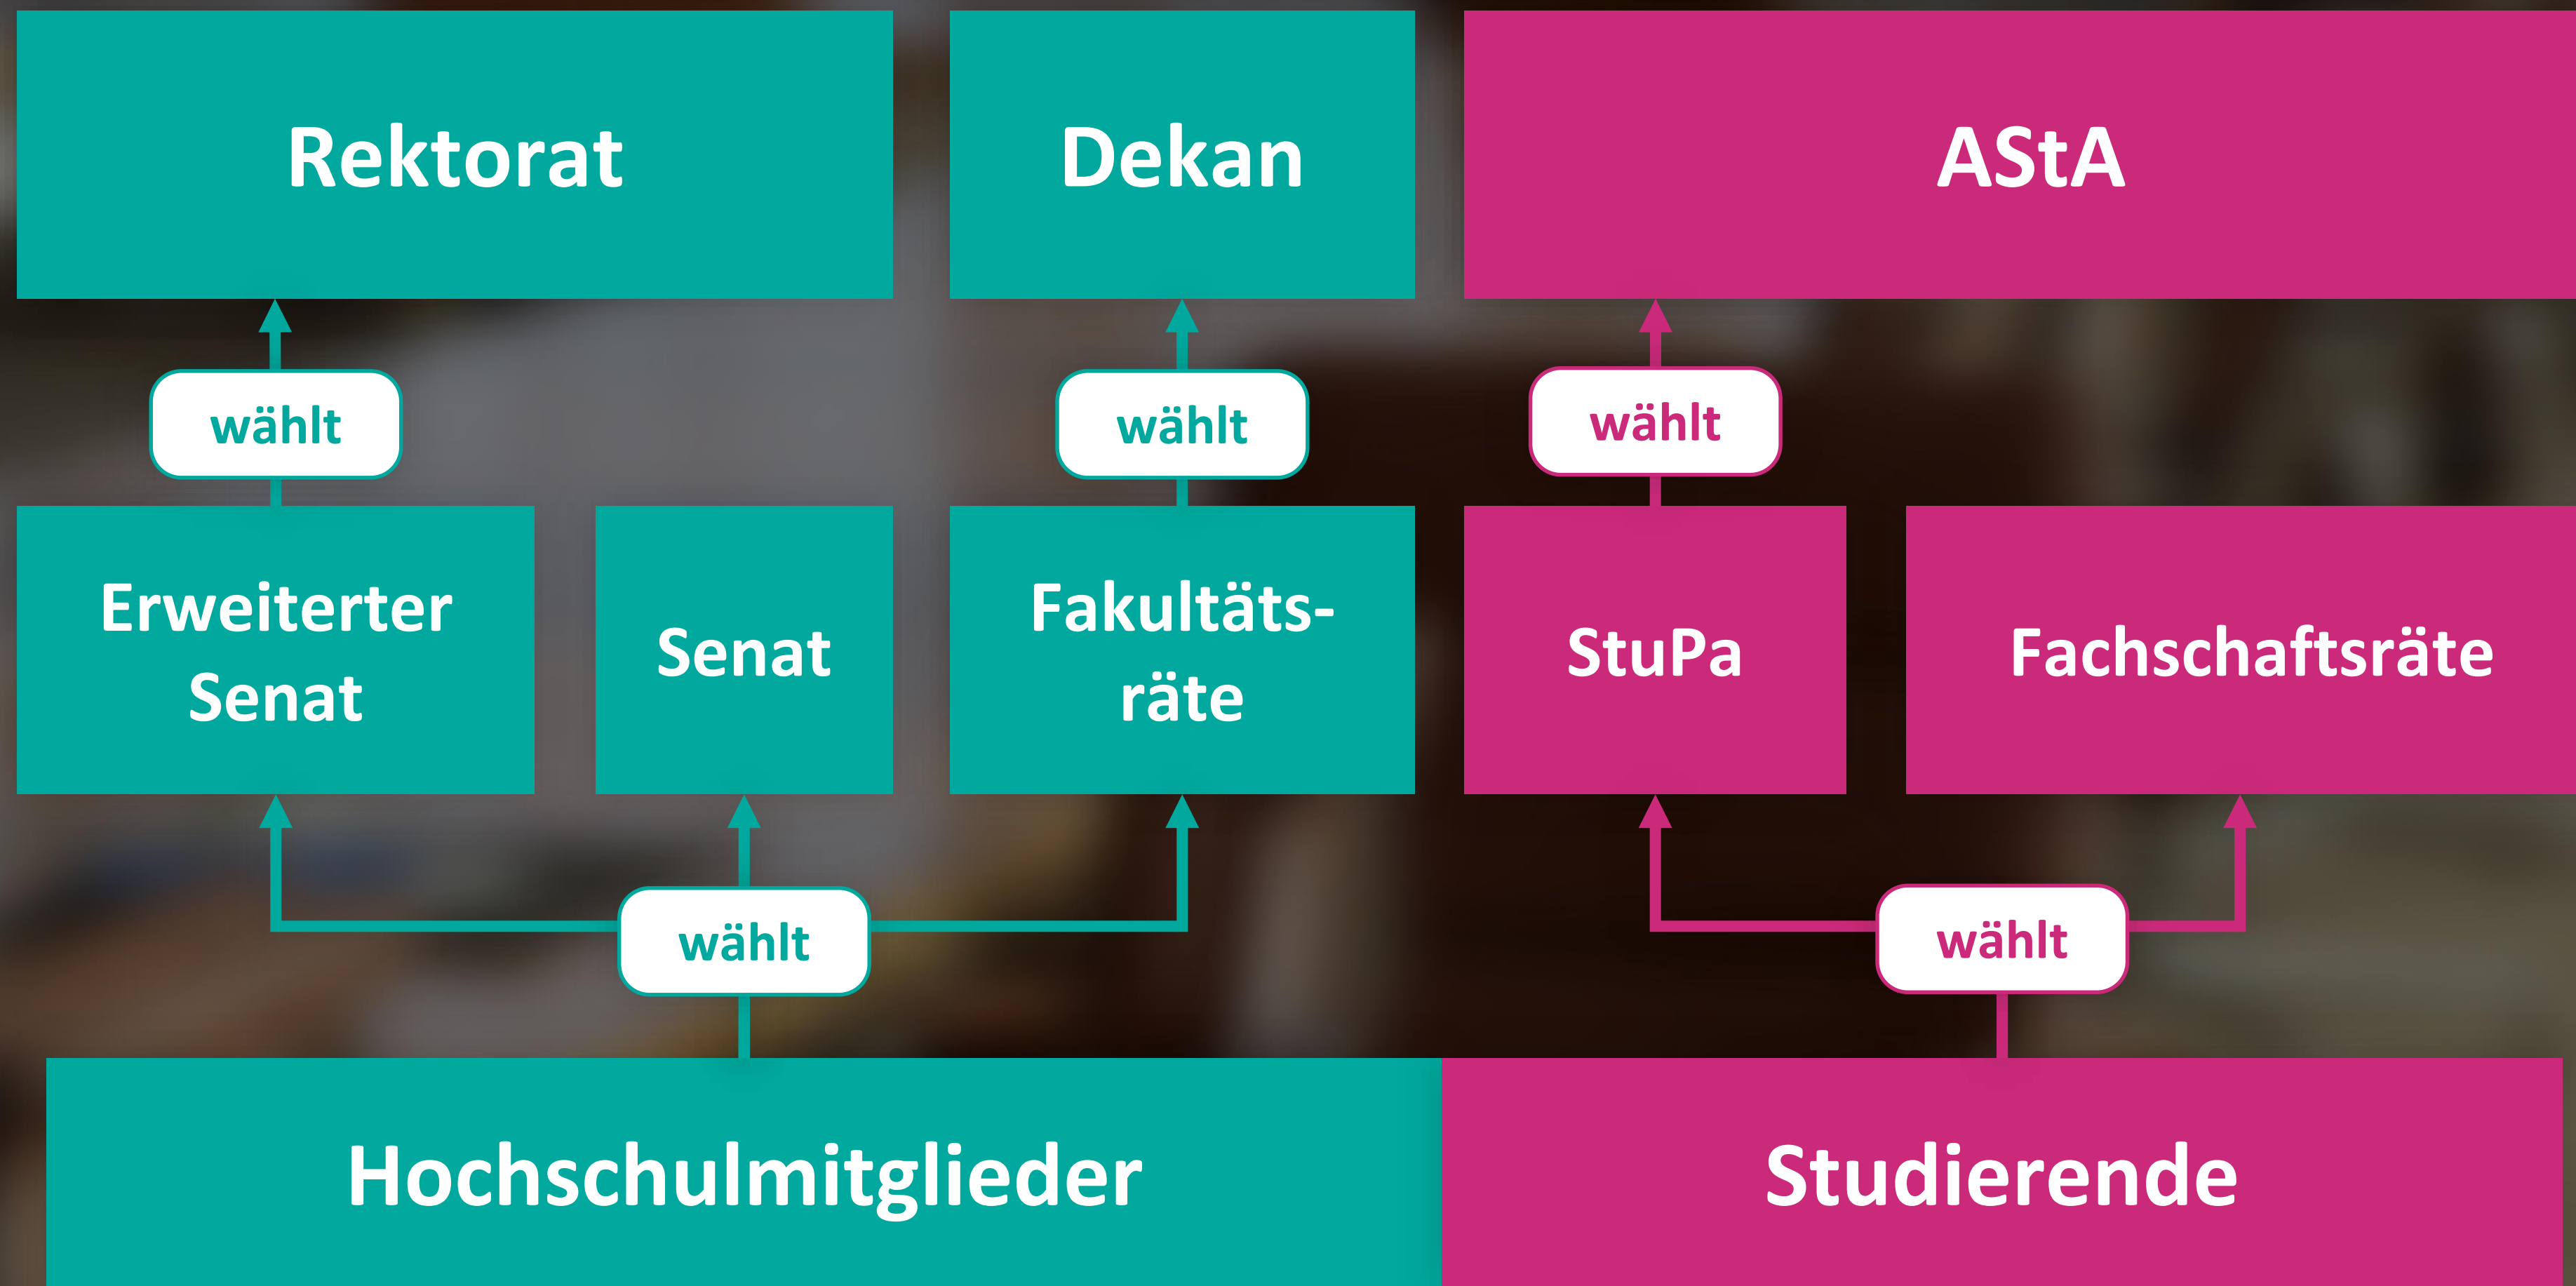 Rektorat
Dekan
AStA
wählt
wählt
wählt
Erweiterter
Senat
Senat
Fakultäts-
räte
StuPa
Fachschaftsräte
wählt
wählt
Hochschulmitglieder
Studierende